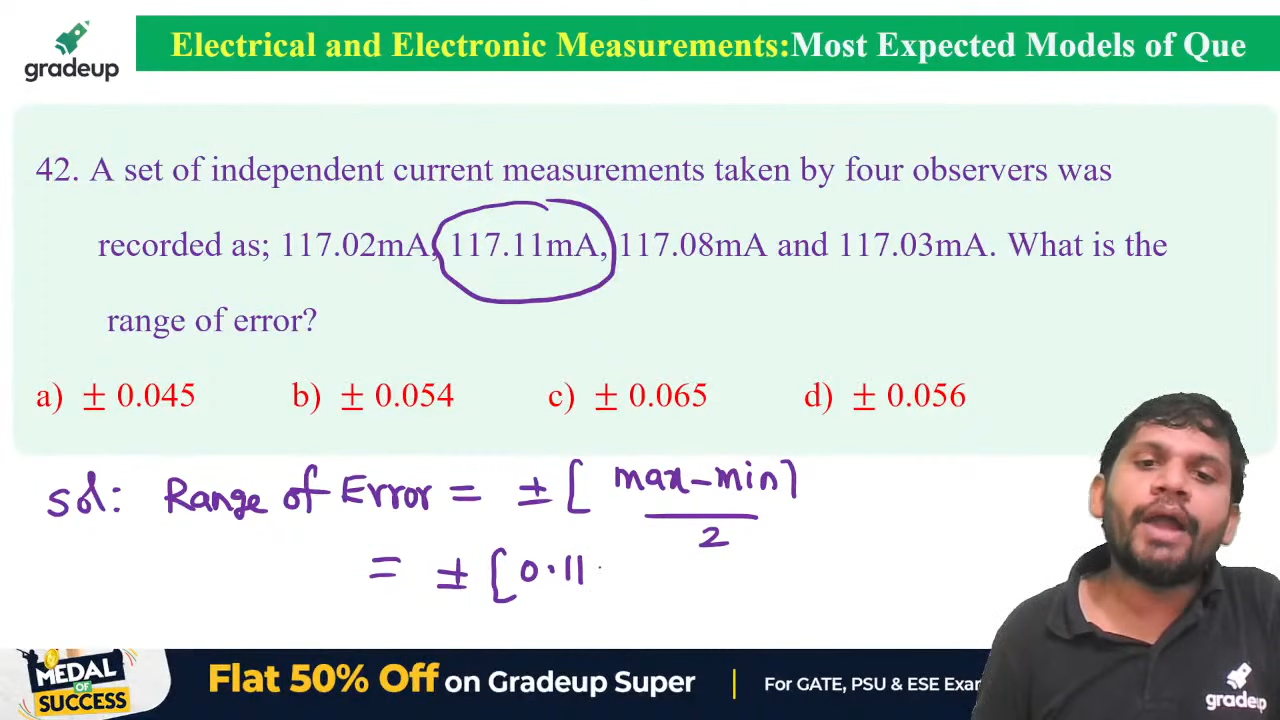 gradeup
Electrical and Electronic Measurements:Most Expected Models of Que
42. A set of independent current measurements taken by four observers was
recorded as; 117.02mA, 117.11mA, 117.08mA and 117.03mA. What is the
range of error?
a) ± 0.045 b) ± 0.054 c) ± 0.065 d) ± 0.056
Sol: Range of Error = ± [ max-min ]
2
= ± [ 0.11
MEDAL
OF
SUCCESS
Flat 50% Off on Gradeup Super | For GATE, PSU & ESE Exa
gradeup